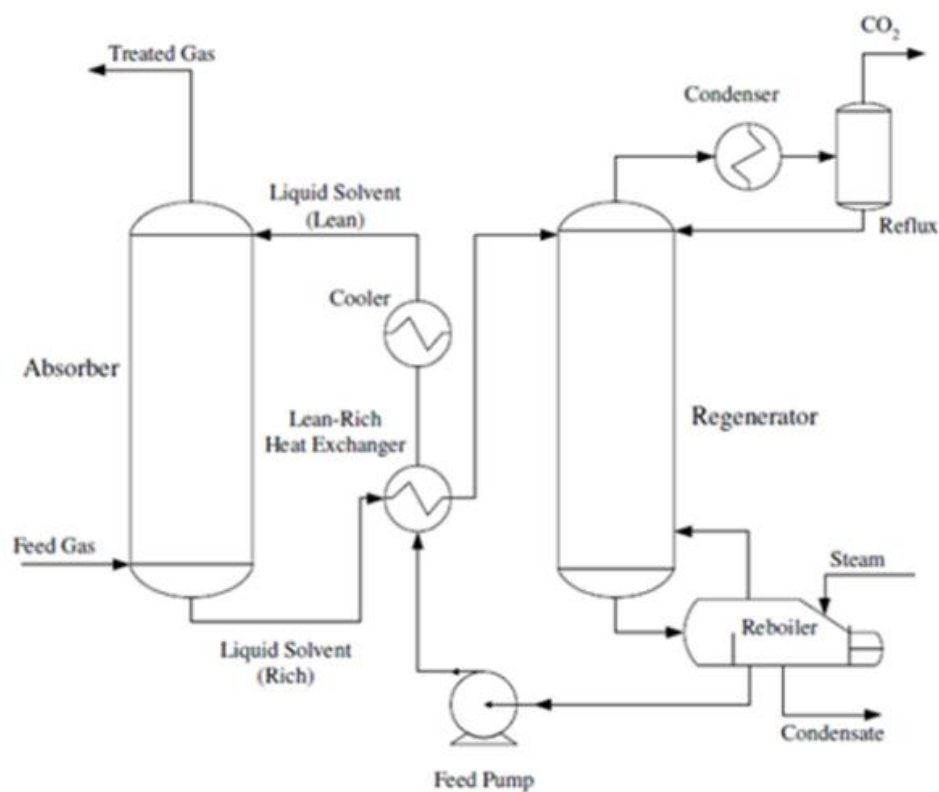 CO₂
Treated Gas
Condenser
Liquid Solvent
(Lean)
Reflux
Cooler
Absorber
Lean-Rich
Heat Exchanger
Regenerator
Feed Gas
Steam
Reboiler
Liquid Solvent
(Rich)
Condensate
Feed Pump